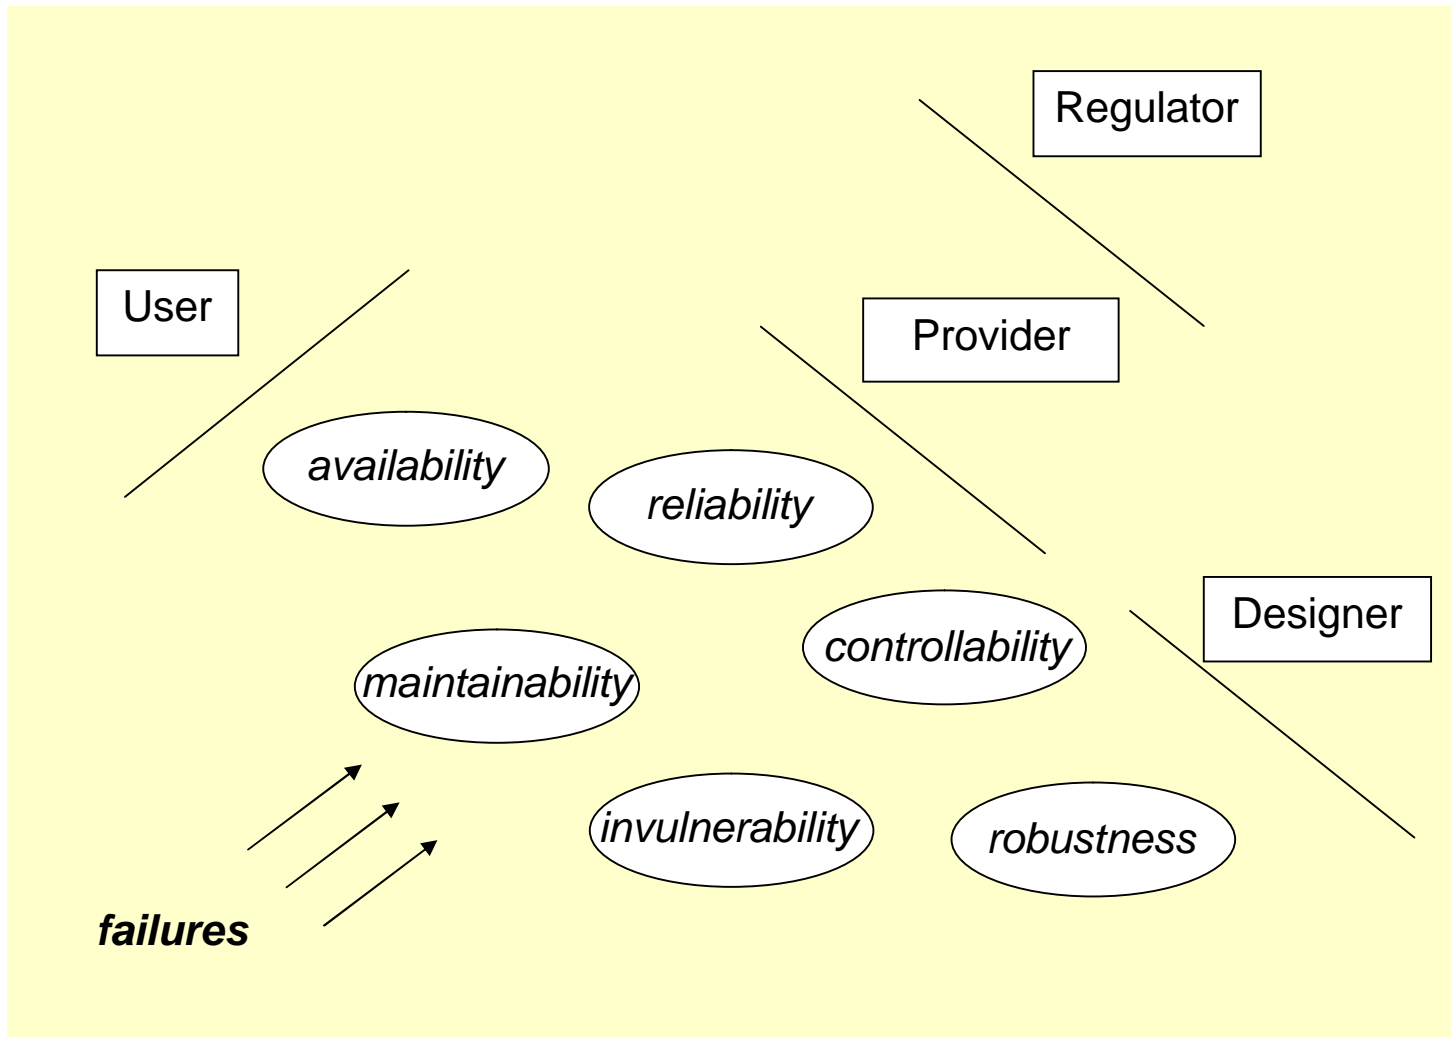 Regulator
User
Provider
availability
reliability
Designer
controllability
maintainability
invulnerability
robustness
failures